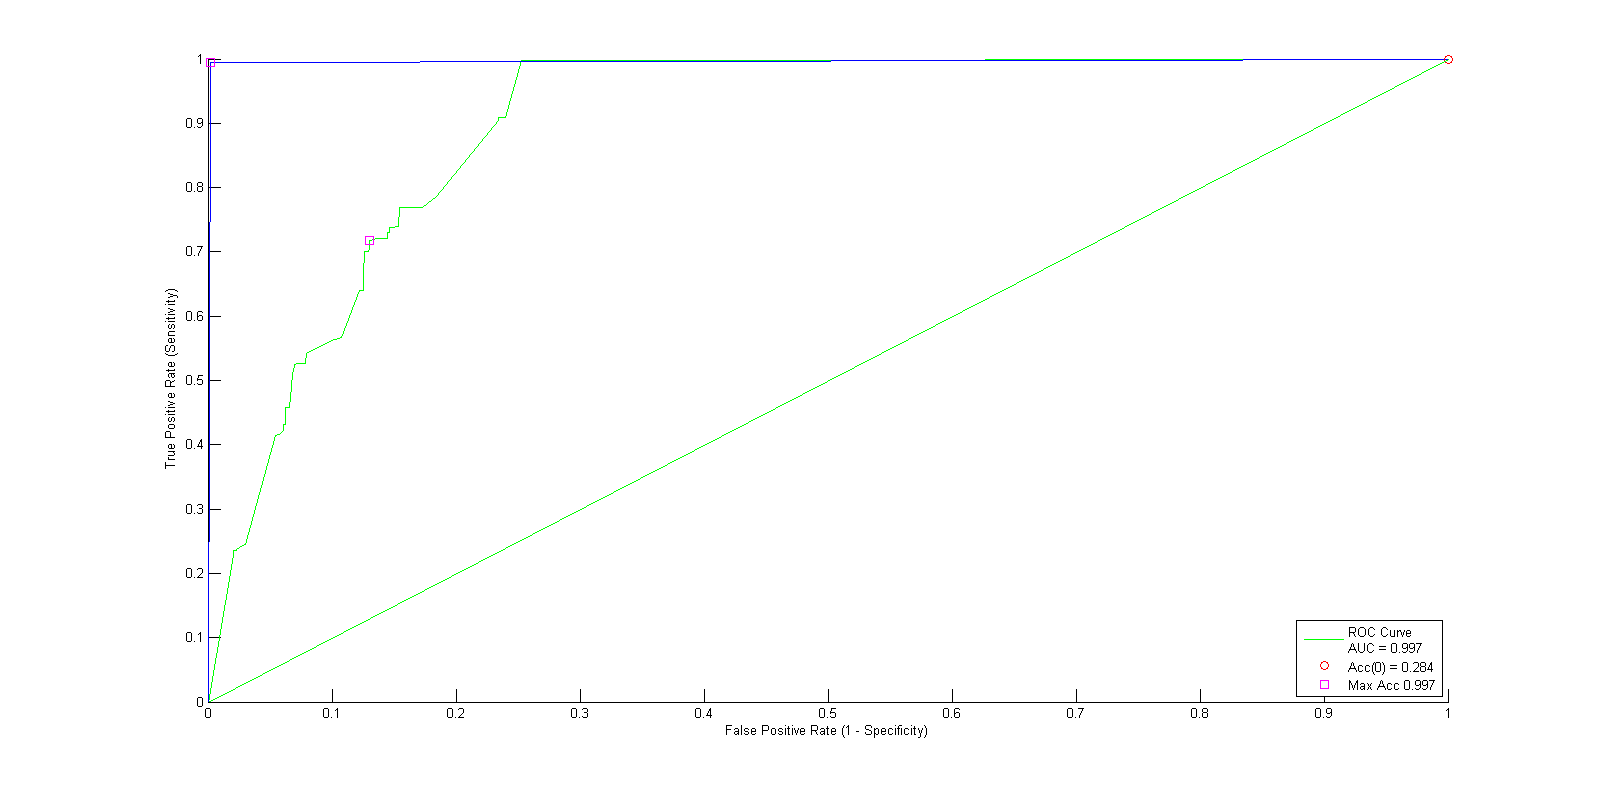 1
0.9
0.8
0.7
0.6
0.5
0.4
0.3
0.2
0.1
0
True Positive Rate (Sensitivity)
0 0.1 0.2 0.3 0.4 0.5 0.6 0.7 0.8 0.9 1
False Positive Rate (1 - Specificity)
ROC Curve
AUC = 0.997
Acc(0) = 0.284
Max Acc 0.997